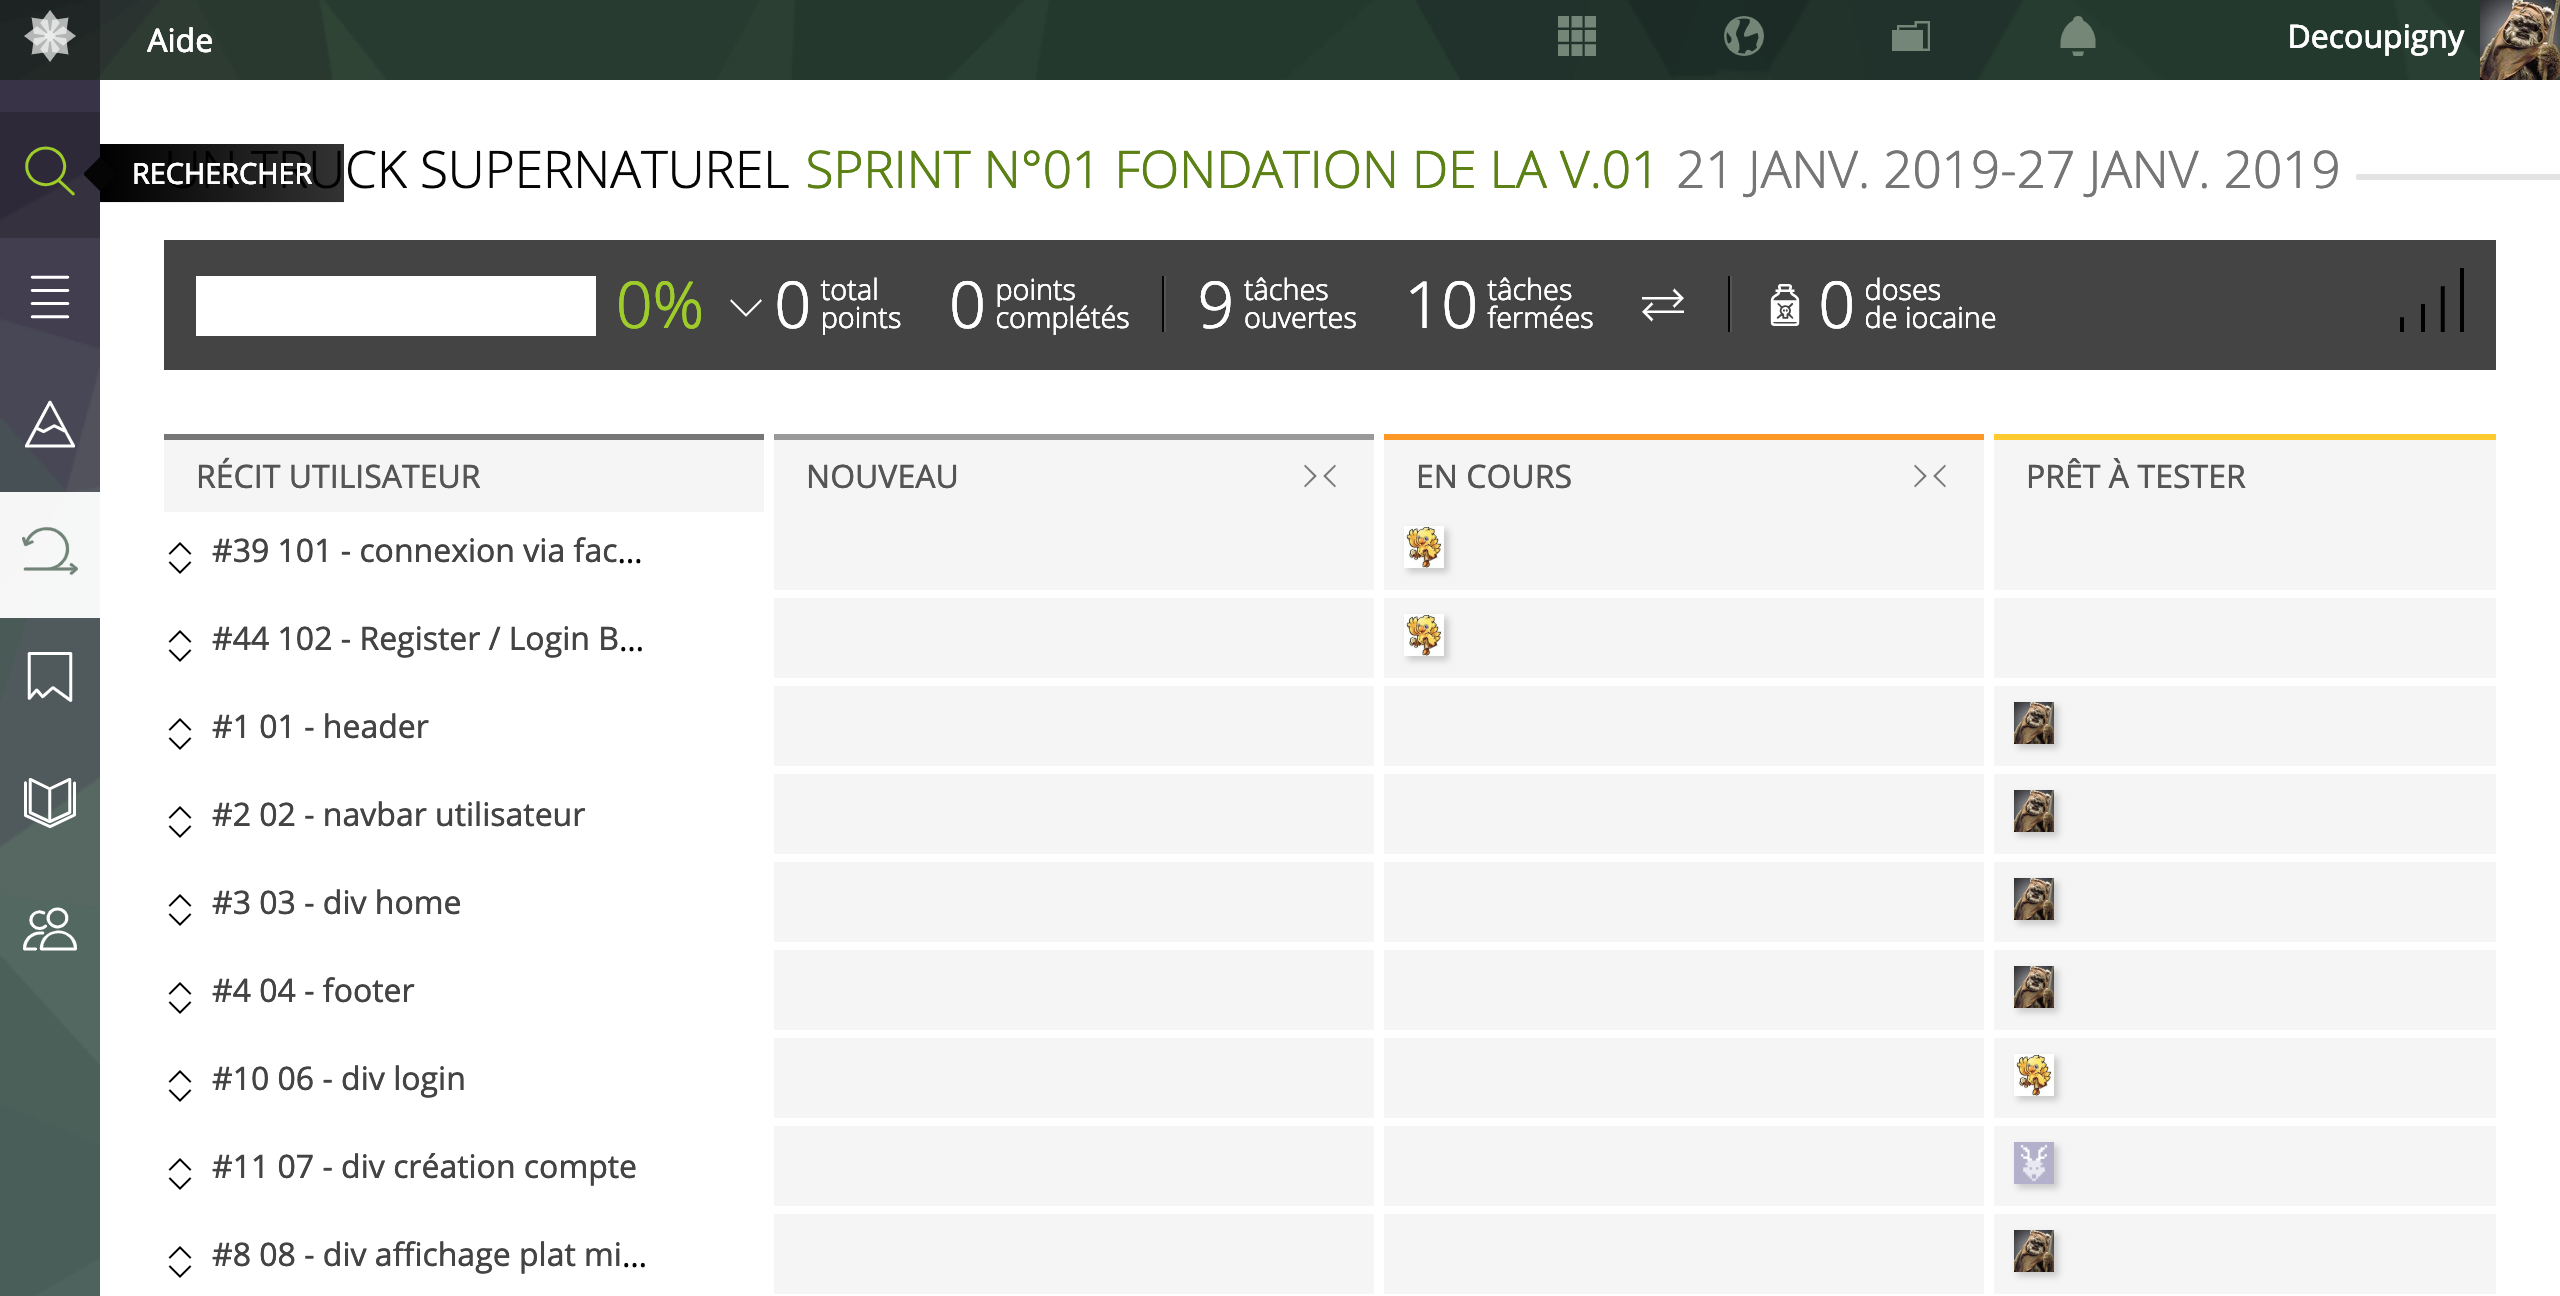 Aide
Decoupigny
RECHERCHER
UN TRUCK SUPERNATUREL SPRINT N°01 FONDATION DE LA V.01 21 JANV. 2019-27 JANV. 2019
0% 0 total points 0 points complétés 9 tâches ouvertes 10 tâches fermées 0 doses de iocaine
RÉCIT UTILISATEUR NOUVEAU EN COURS PRÊT À TESTER
#39 101 - connexion via fac...
#44 102 - Register / Login B...
#1 01 - header
#2 02 - navbar utilisateur
#3 03 - div home
#4 04 - footer
#10 06 - div login
#11 07 - div création compte
#8 08 - div affichage plat mi...